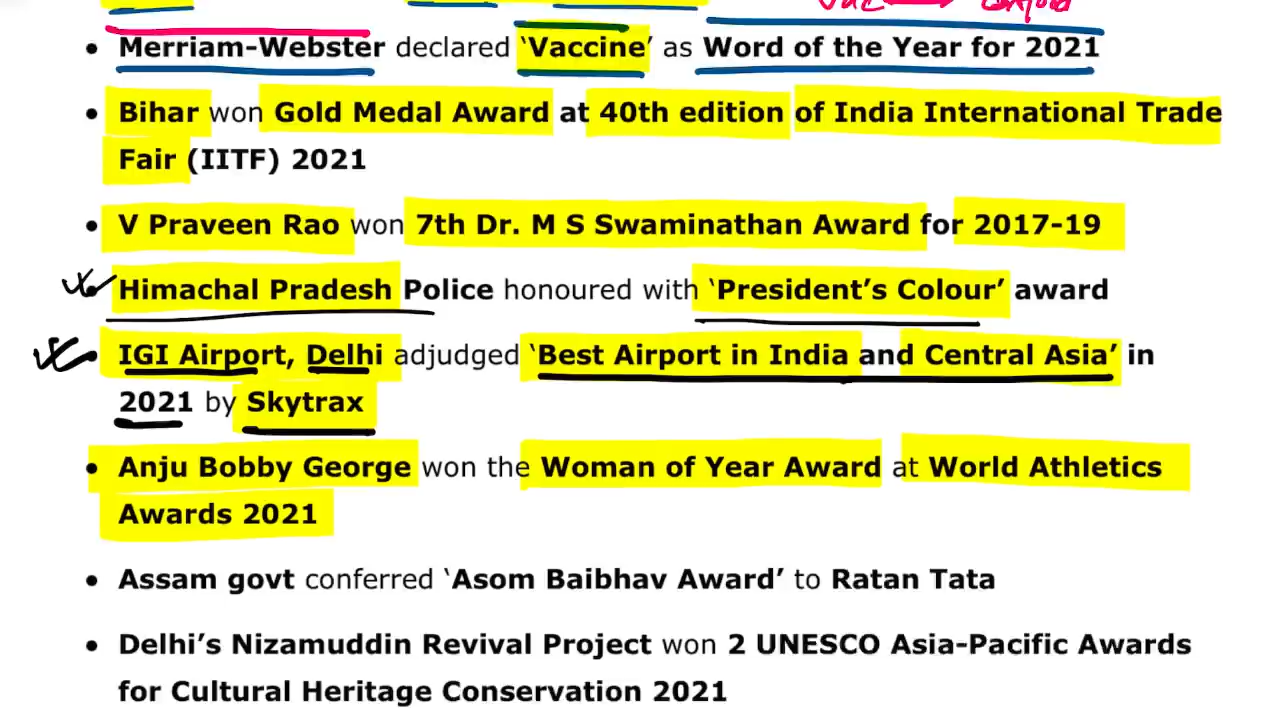 • Merriam-Webster declared ‘Vaccine’ as Word of the Year for 2021
• Bihar won Gold Medal Award at 40th edition of India International Trade
Fair (IITF) 2021
• V Praveen Rao won 7th Dr. M S Swaminathan Award for 2017-19
• Himachal Pradesh Police honoured with ‘President’s Colour’ award
• IGI Airport, Delhi adjudged ‘Best Airport in India and Central Asia’ in
2021 by Skytrax
• Anju Bobby George won the Woman of Year Award at World Athletics
Awards 2021
• Assam govt conferred ‘Asom Baibhav Award’ to Ratan Tata
• Delhi’s Nizamuddin Revival Project won 2 UNESCO Asia-Pacific Awards
for Cultural Heritage Conservation 2021